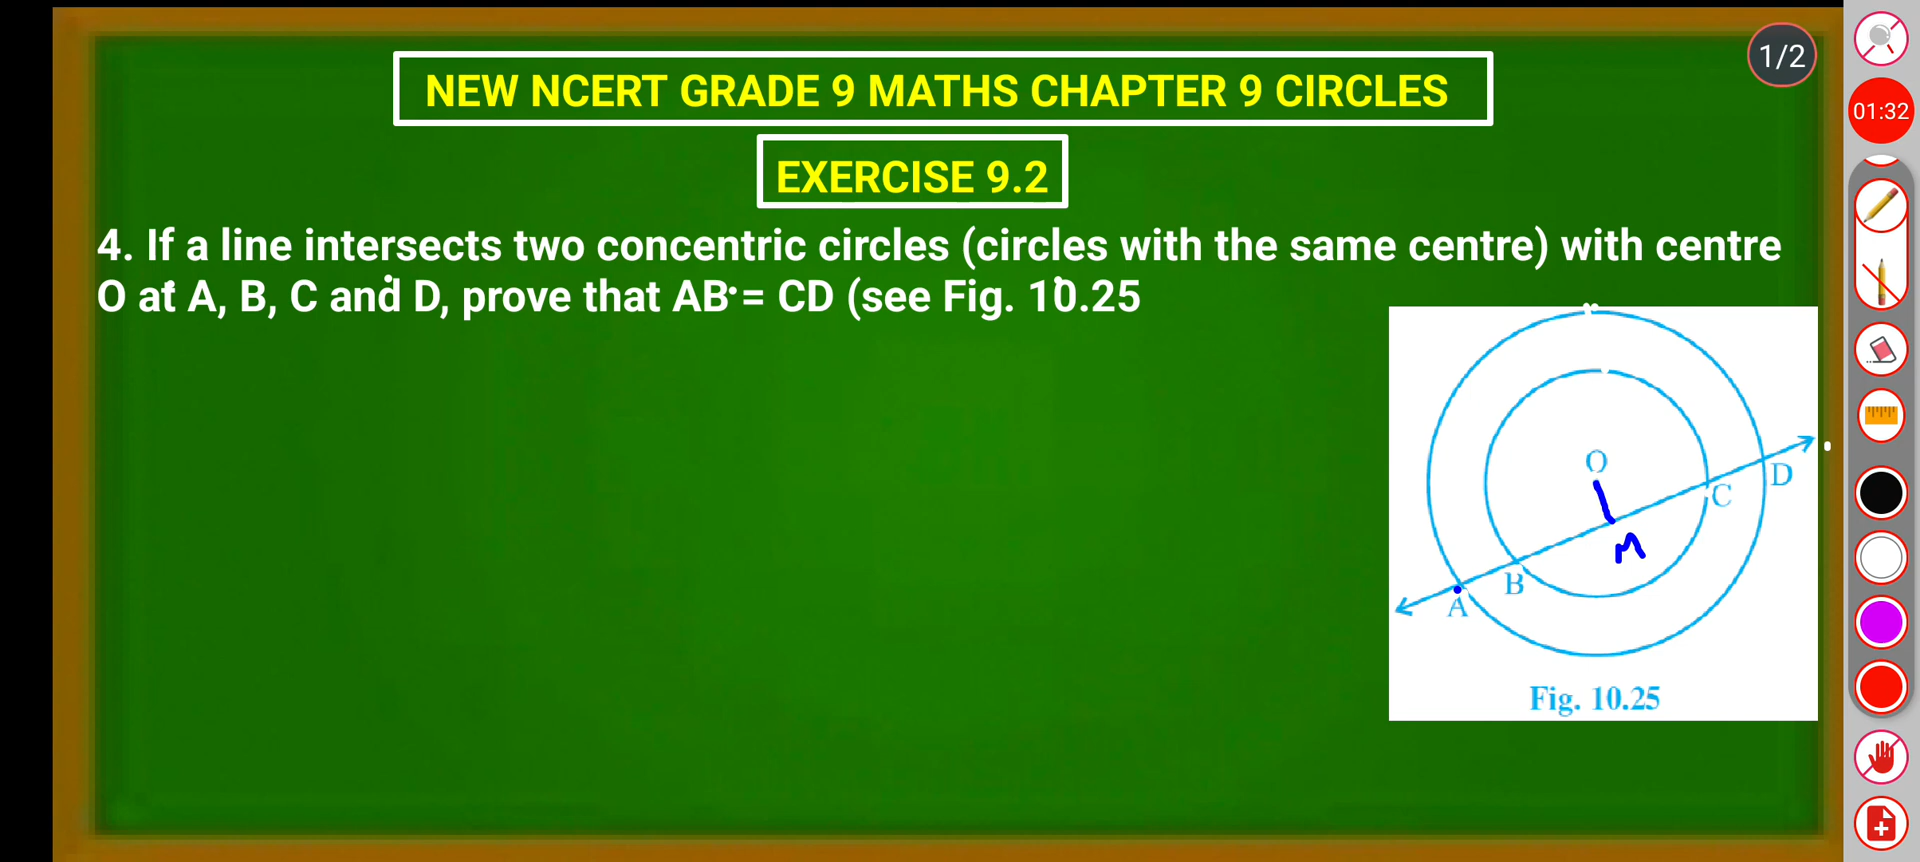 NEW NCERT GRADE 9 MATHS CHAPTER 9 CIRCLES
1/2
01:32
EXERCISE 9.2
4. If a line intersects two concentric circles (circles with the same centre) with centre
O at A, B, C and D, prove that AB = CD (see Fig. 10.25
O
D
C
M
B
A
Fig. 10.25